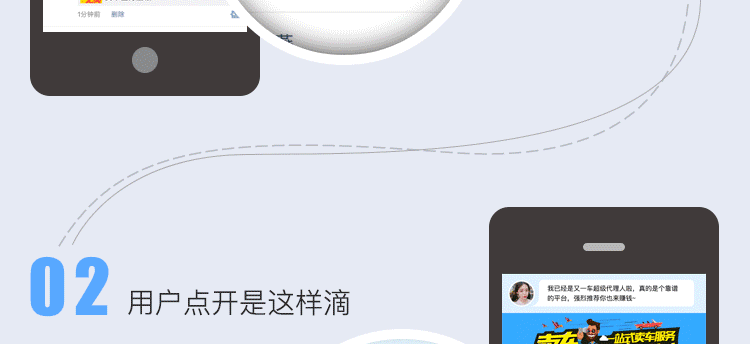 1分钟前 删除
02 用户点开是这样滴
我已经是又一车超级代理人啦，真的是个靠谱
的平台，强烈推荐你也来赚钱~
一站式卖车服务